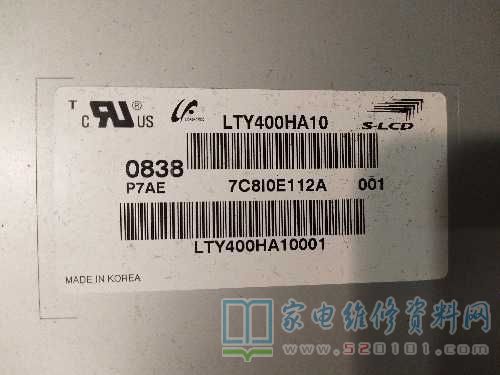 T
c RU ® US
LTY400HA10
S-LCD
0838
P7AE 7C8I0E112A 001
LTY400HA10001
MADE IN KOREA
家电维修资料网
www.520101.com